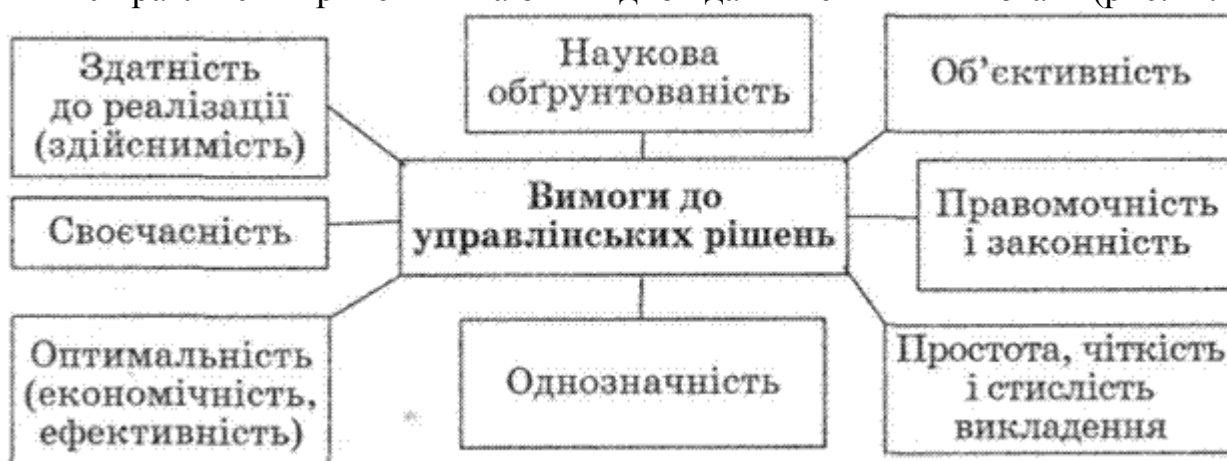 Здатність
до реалізації
(здійснимість)
Наукова
обґрунтованість
Об’єктивність
Своєчасність
Вимоги до
управлінських рішень
Правомочність
і законність
Оптимальність
(економічність,
ефективність)
Однозначність
Простота, чіткість
і стислість
викладення